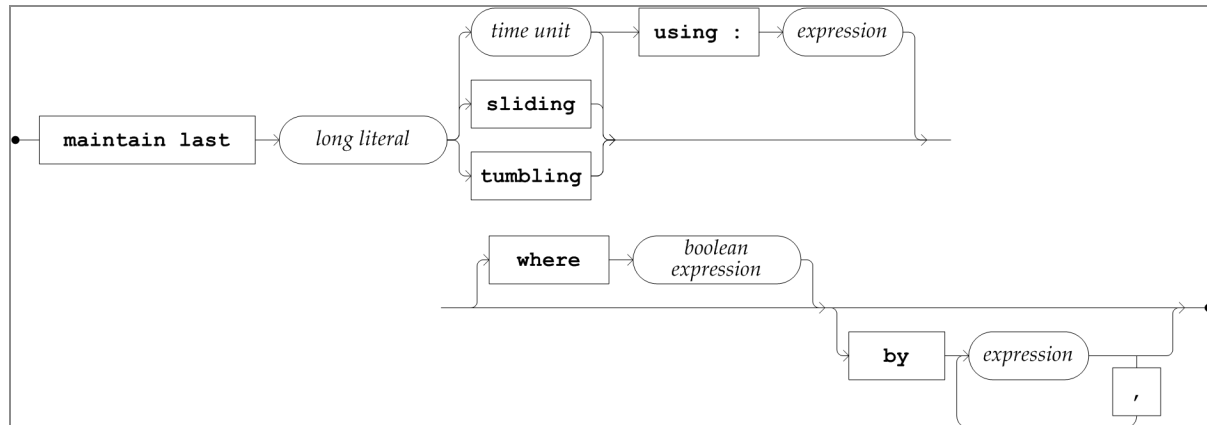 time unit using : expression
sliding
maintain last long literal
tumbling
where boolean expression
by expression
,